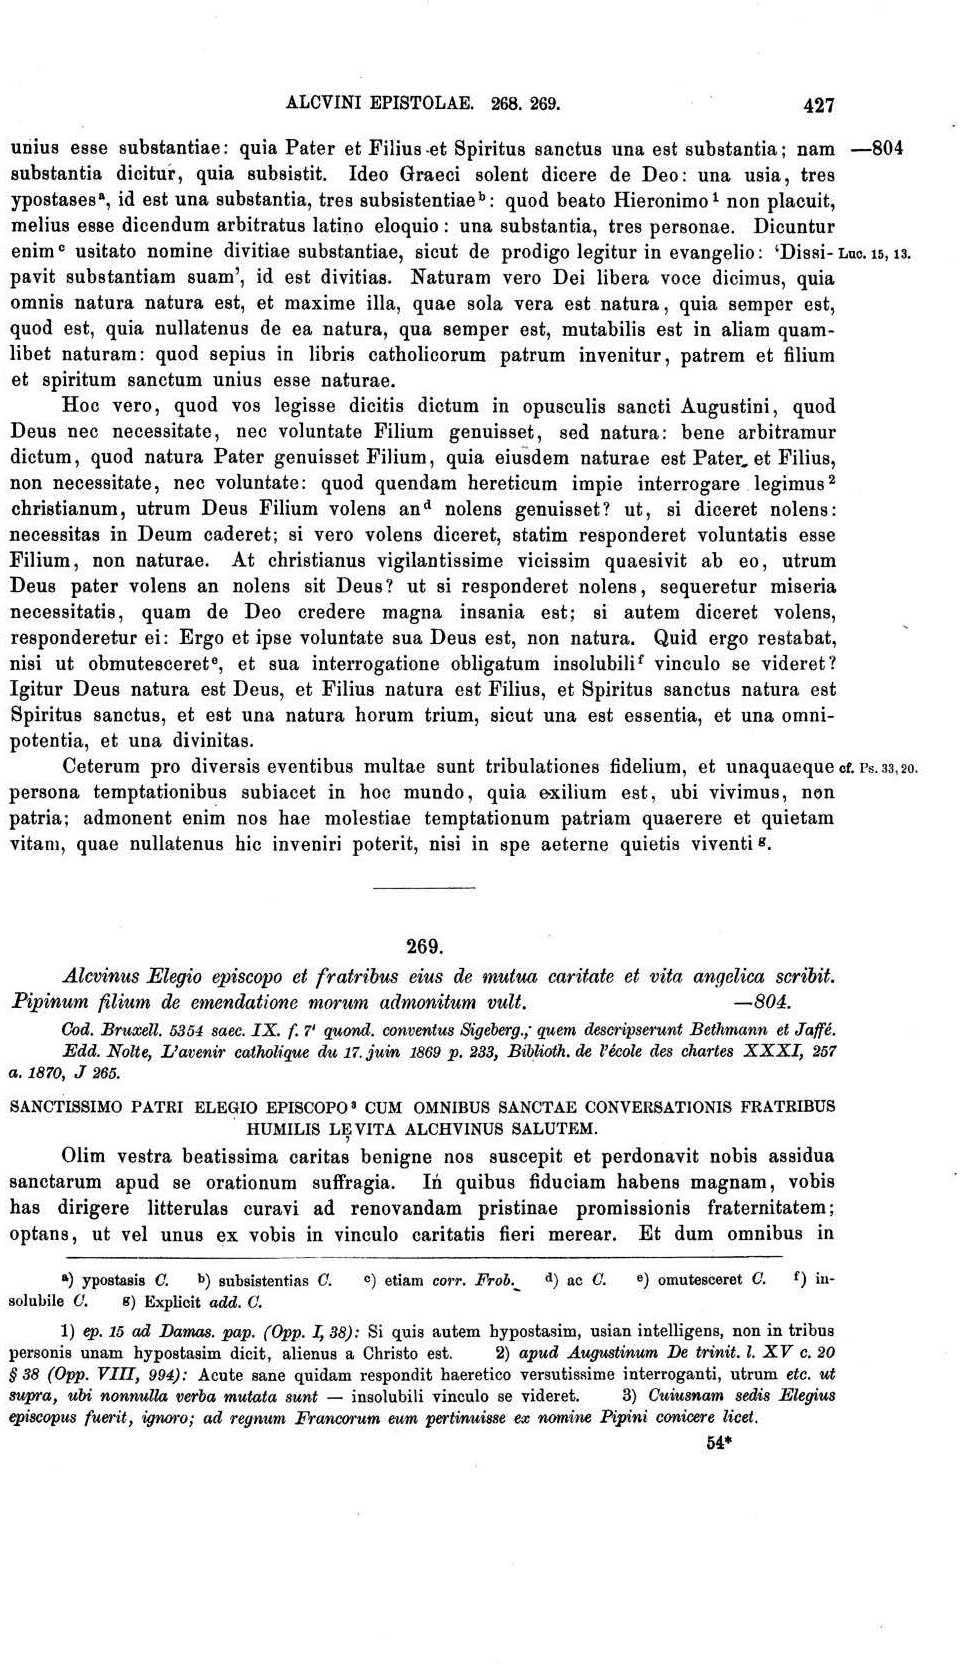 ALCVINI EPISTOLAE. 268. 269. 427
unius esse substantiae: quia Pater et Filius et Spiritus sanctus una est substantia; nam —804
substantia dicitur, quia subsistit. Ideo Graeci solent dicere de Deo: una usia, tres
ypostasesᵃ, id est una substantia, tres subsistentiaeᵇ: quod beato Hieronimo¹ non placuit,
melius esse dicendum arbitratus latino eloquio: una substantia, tres personae. Dicuntur
enimᶜ usitato nomine divitiae substantiae, sicut de prodigo legitur in evangelio: ‘Dissi- Luc. 15, 13.
pavit substantiam suam’, id est divitias. Naturam vero Dei libera voce dicimus, quia
omnis natura natura est, et maxime illa, quae sola vera est natura, quia semper est,
quod est, quia nullatenus de ea natura, qua semper est, mutabilis est in aliam quam-
libet naturam: quod sepius in libris catholicorum patrum invenitur, patrem et filium
et spiritum sanctum unius esse naturae.
Hoc vero, quod vos legisse dicitis dictum in opusculis sancti Augustini, quod
Deus nec necessitate, nec voluntate Filium genuisset, sed natura: bene arbitramur
dictum, quod natura Pater genuisset Filium, quia eiusdem naturae est Pater et Filius,
non necessitate, nec voluntate: quod quendam hereticum impie interrogare legimus²
christianum, utrum Deus Filium volens anᵈ nolens genuisset? ut, si diceret nolens:
necessitas in Deum caderet; si vero volens diceret, statim responderet voluntatis esse
Filium, non naturae. At christianus vigilantissime vicissim quaesivit ab eo, utrum
Deus pater volens an nolens sit Deus? ut si responderet nolens, sequeretur miseria
necessitatis, quam de Deo credere magna insania est; si autem diceret volens,
responderetur ei: Ergo et ipse voluntate sua Deus est, non natura. Quid ergo restabat,
nisi ut obmutesceretᵉ, et sua interrogatione obligatum insolubiliᶠ vinculo se videret?
Igitur Deus natura est Deus, et Filius natura est Filius, et Spiritus sanctus natura est
Spiritus sanctus, et est una natura horum trium, sicut una est essentia, et una omni-
potentia, et una divinitas.
Ceterum pro diversis eventibus multae sunt tribulationes fidelium, et unaquaeque cf. Ps. 33, 20.
persona temptationibus subiacet in hoc mundo, quia exilium est, ubi vivimus, non
patria; admonent enim nos hae molestiae temptationum patriam quaerere et quietam
vitam, quae nullatenus hic inveniri poterit, nisi in spe aeterne quietis viventiᵍ.
269.
Alcvinus Elegio episcopo et fratribus eius de mutua caritate et vita angelica scribit.
Pipinum filium de emendatione morum admonitum vult. —804.
Cod. Bruxell. 5354 saec. IX. f. 7' quond. conventus Sigeberg.; quem descripserunt Bethmann et Jaffé.
Edd. Nolte, L'avenir catholique du 17. juin 1869 p. 233, Biblioth. de l'école des chartes XXXI, 257
a. 1870, J 265.
SANCTISSIMO PATRI ELEGIO EPISCOPO³ CUM OMNIBUS SANCTAE CONVERSATIONIS FRATRIBUS
HUMILIS LĘVITA ALCHVINUS SALUTEM.
Olim vestra beatissima caritas benigne nos suscepit et perdonavit nobis assidua
sanctarum apud se orationum suffragia. In quibus fiduciam habens magnam, vobis
has dirigere litterulas curavi ad renovandam pristinae promissionis fraternitatem;
optans, ut vel unus ex vobis in vinculo caritatis fieri merear. Et dum omnibus in
ᵃ) ypostasis C. ᵇ) subsistentias C. ᶜ) etiam corr. Frob. ᵈ) ac C. ᵉ) omutesceret C. ᶠ) in-
solubile C. ᵍ) Explicit add. C.
1) ep. 15 ad Damas. pap. (Opp. I, 38): Si quis autem hypostasim, usian intelligens, non in tribus
personis unam hypostasim dicit, alienus a Christo est. 2) apud Augustinum De trinit. l. XV c. 20
§ 38 (Opp. VIII, 994): Acute sane quidam respondit haeretico versutissime interroganti, utrum etc. ut
supra, ubi nonnulla verba mutata sunt — insolubili vinculo se videret. 3) Cuiusnam sedis Elegius
episcopus fuerit, ignoro; ad regnum Francorum eum pertinuisse ex nomine Pipini conicere licet.
54*